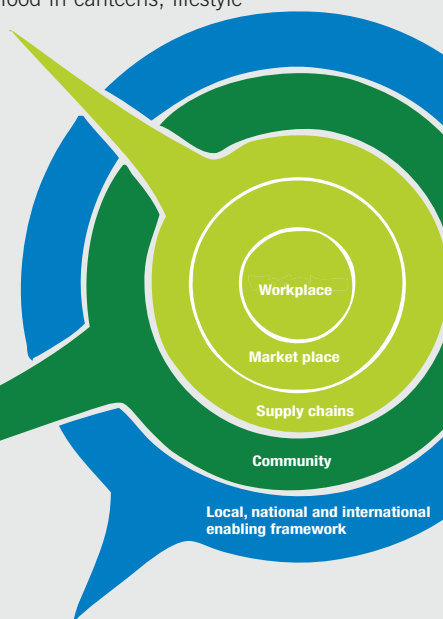 food in canteens, lifestyle
Workplace
Market place
Supply chains
Community
Local, national and international
enabling framework